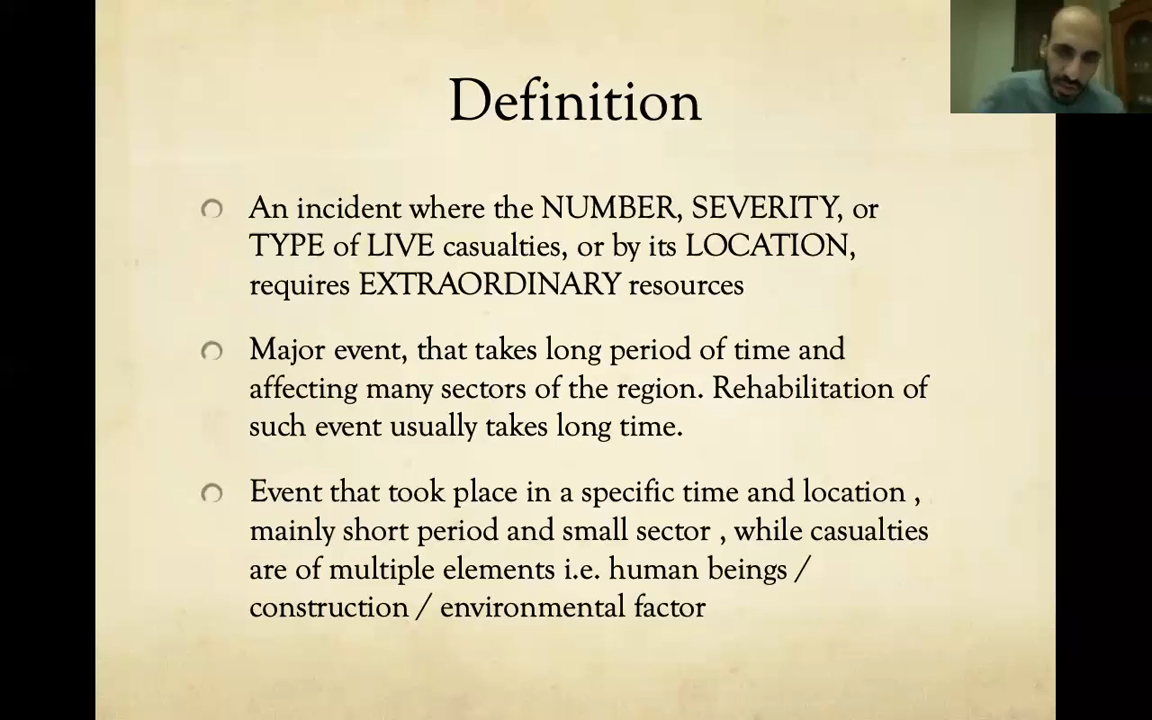 Definition
An incident where the NUMBER, SEVERITY, or
TYPE of LIVE casualties, or by its LOCATION,
requires EXTRAORDINARY resources
Major event, that takes long period of time and
affecting many sectors of the region. Rehabilitation of
such event usually takes long time.
Event that took place in a specific time and location ,
mainly short period and small sector , while casualties
are of multiple elements i.e. human beings /
construction / environmental factor